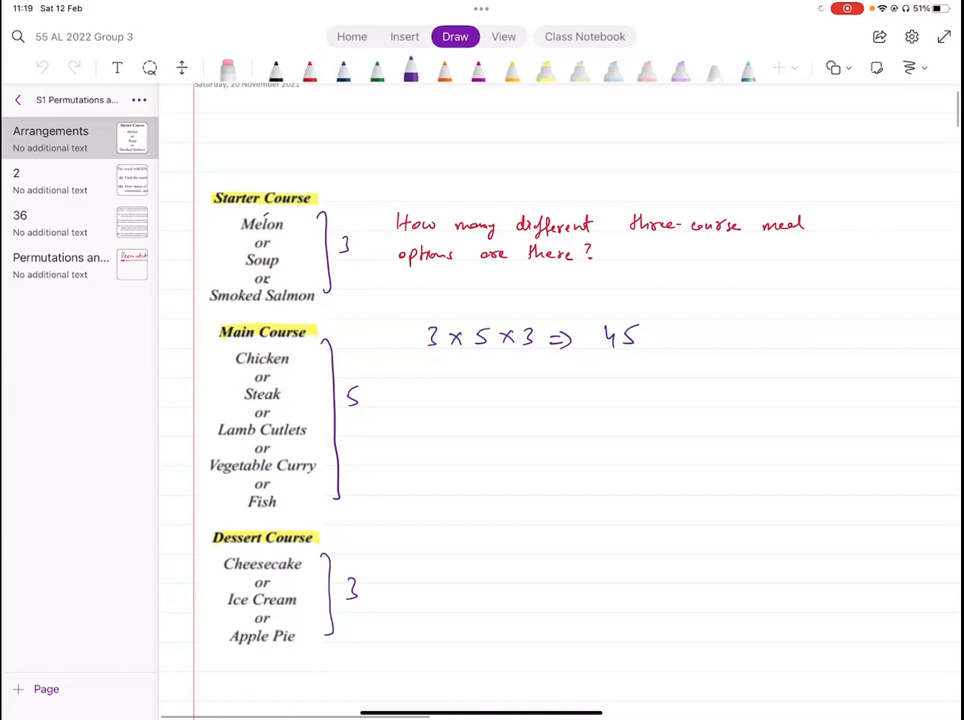 11:19 Sat 12 Feb
51%
55 AL 2022 Group 3
Home Insert Draw View Class Notebook
S1 Permutations a...
Saturday, 20 November 2021
Arrangements
No additional text
2
No additional text
36
No additional text
Permutations an...
No additional text
Starter Course
Melon
or
Soup
or
Smoked Salmon
3
How many different three-course meal
options are there?
Main Course
Chicken
or
Steak
or
Lamb Cutlets
or
Vegetable Curry
or
Fish
5
3 × 5 × 3 => 45
Dessert Course
Cheesecake
or
Ice Cream
or
Apple Pie
3
+ Page